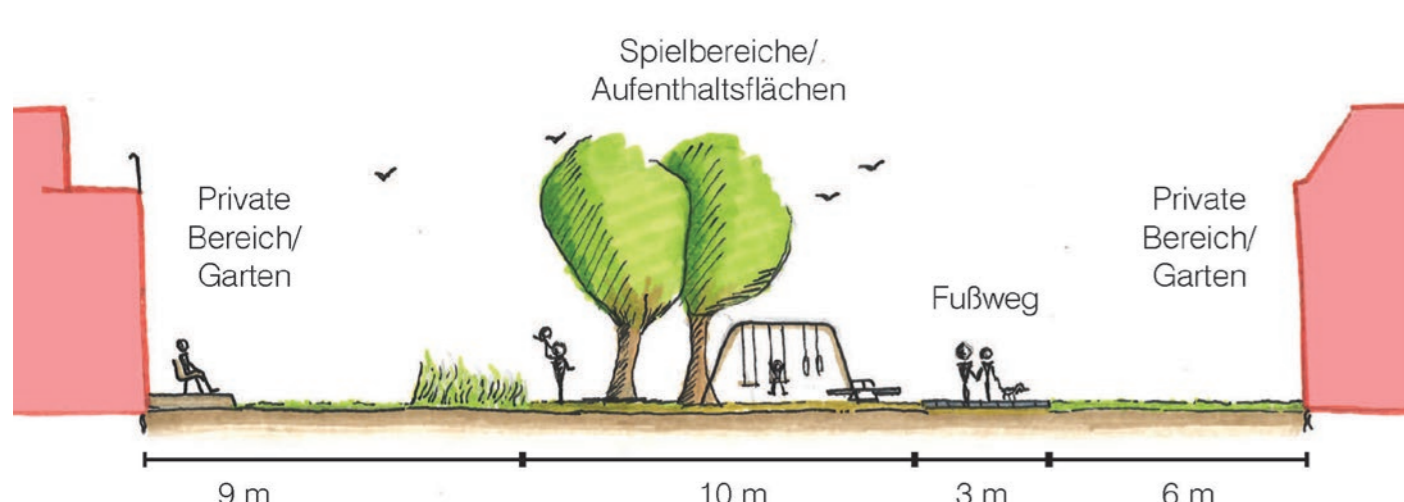 Spielbereiche/
Aufenthaltsflächen
Private
Bereich/
Garten
Private
Bereich/
Garten
Fußweg
9 m
10 m
3 m
6 m